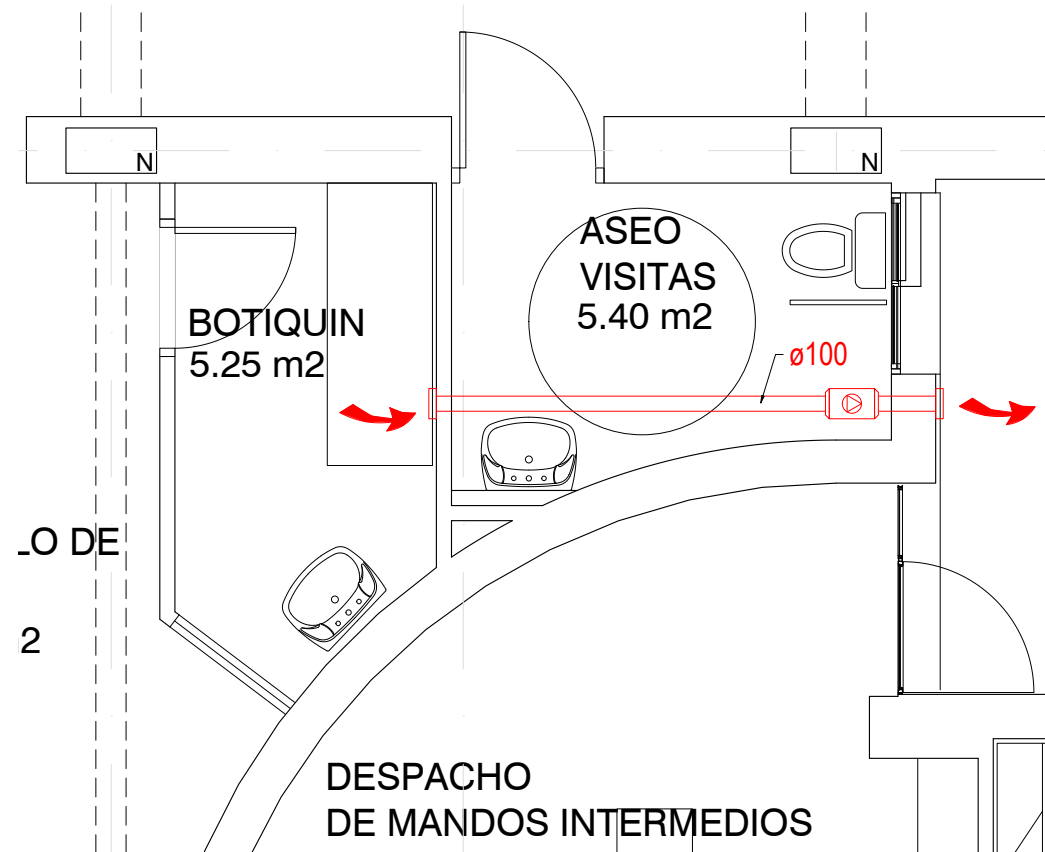 N
N
ASEO
VISITAS
5.40 m2
BOTIQUIN
5.25 m2
ø100
LO DE
2
DESPACHO
DE MANDOS INTERMEDIOS